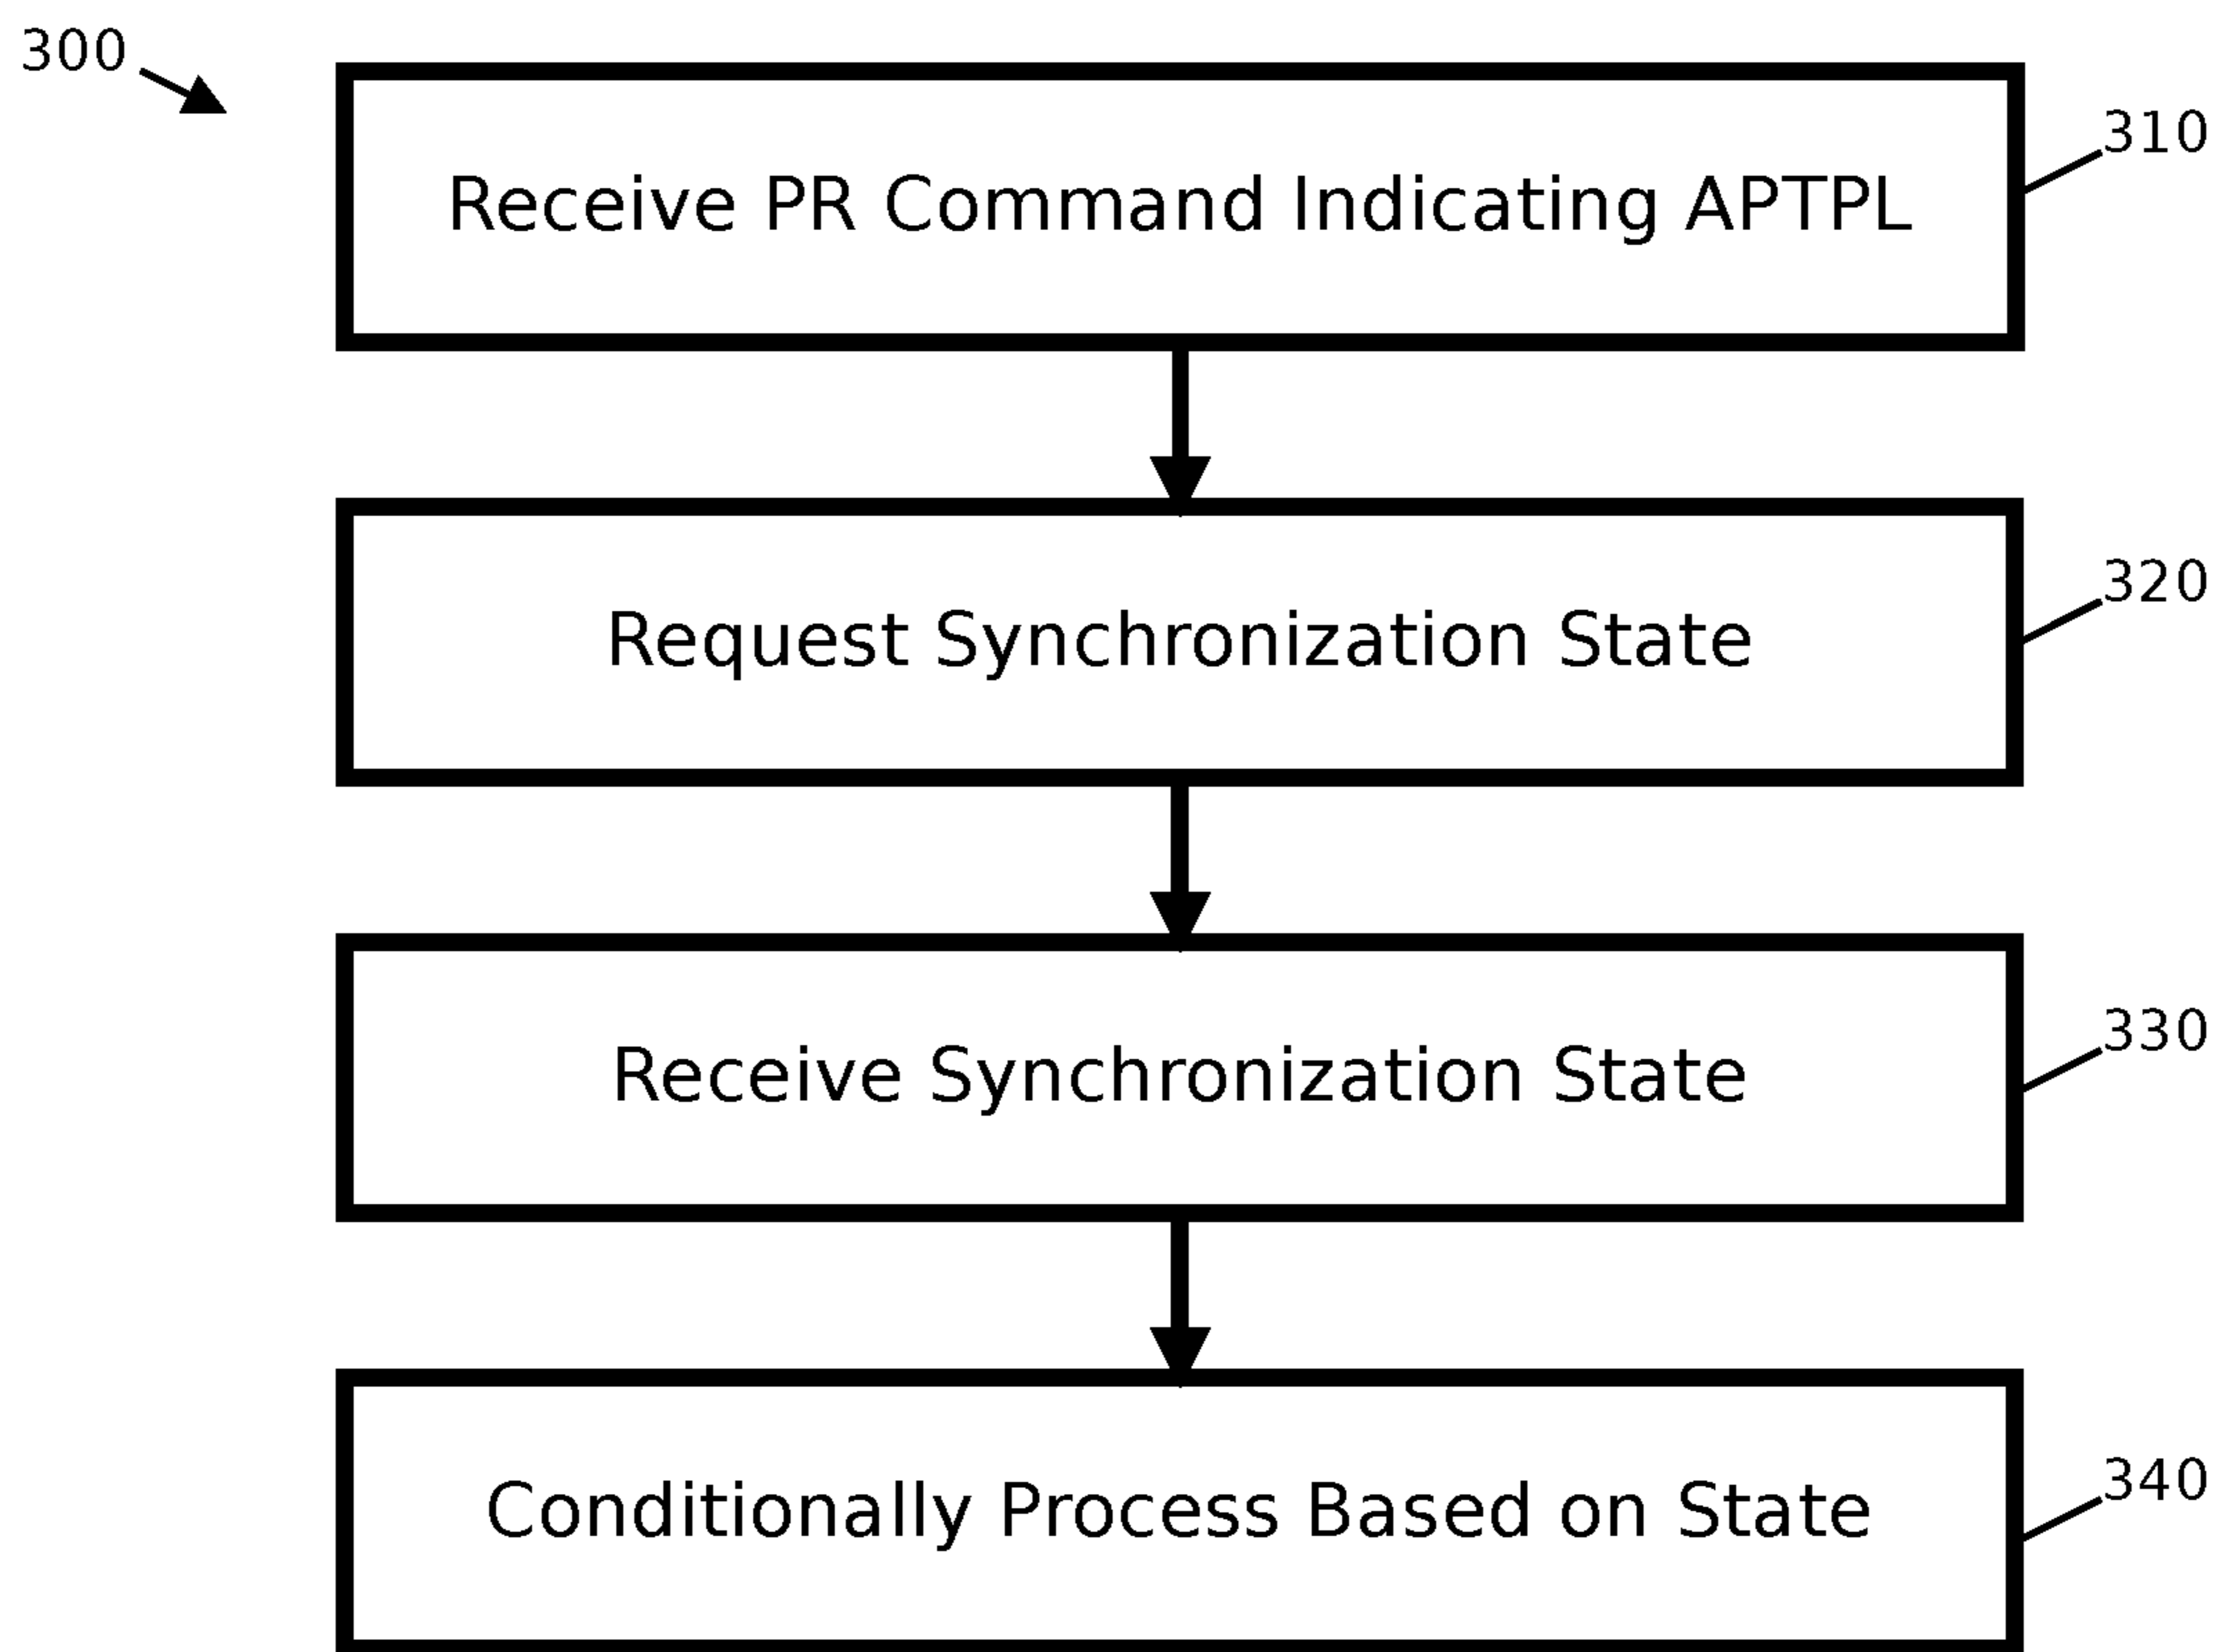 300
310
Receive PR Command Indicating APTPL
320
Request Synchronization State
330
Receive Synchronization State
340
Conditionally Process Based on State